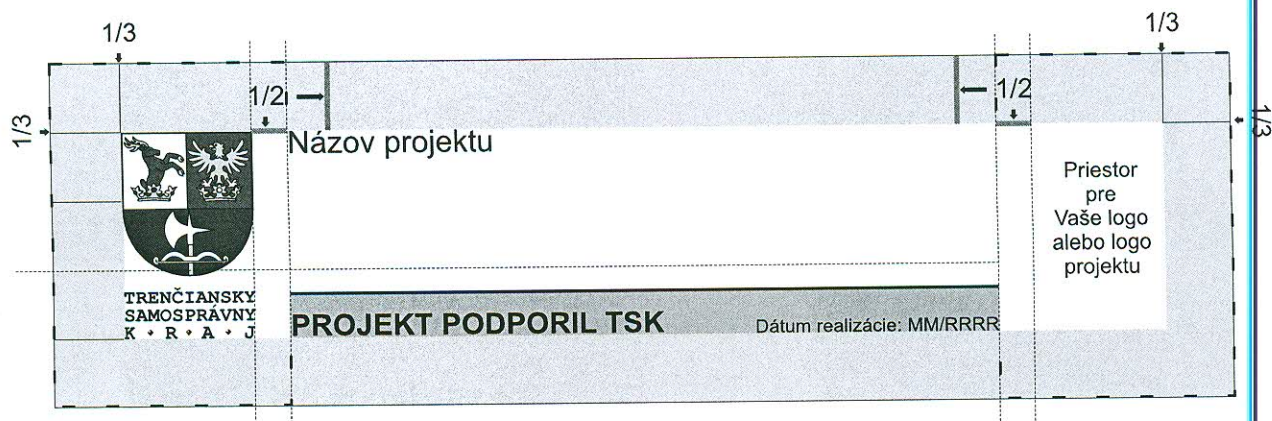 1/3
1/3
1/2
1/2
1/3
1/3
Názov projektu
Priestor
pre
Vaše logo
alebo logo
projektu
TRENČIANSKY
SAMOSPRÁVNY
K · R · A · J
PROJEKT PODPORIL TSK
Dátum realizácie: MM/RRRR